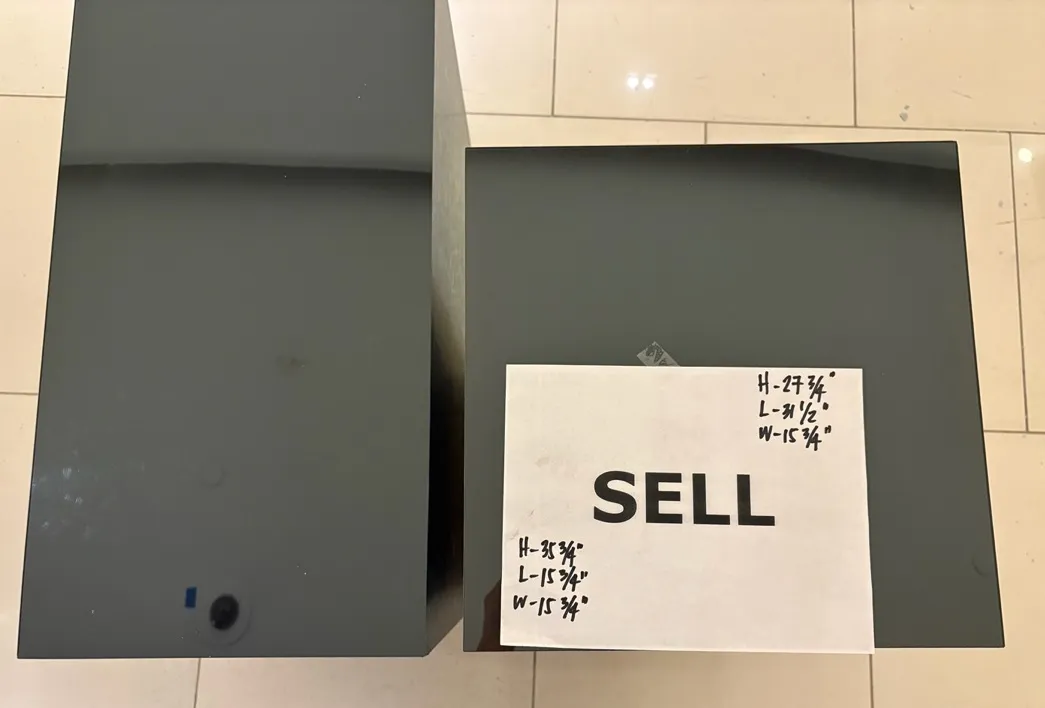 H-27 3/4"
L-31 1/2"
W-15 3/4"
SELL
H-35 3/4"
L-15 3/4"
W-15 3/4"